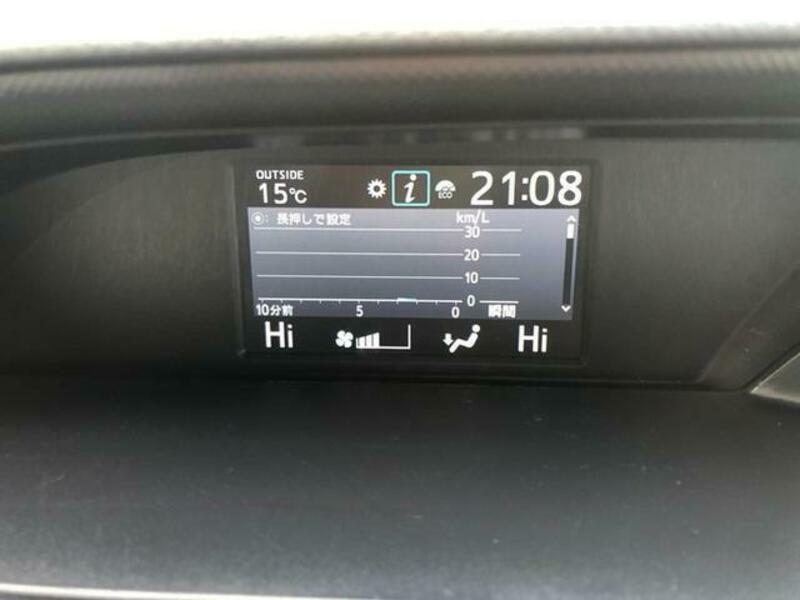 OUTSIDE
15℃ i ECO 21:08
: 長押しで設定 km/L
30
20
10
0
10分前 5 0 瞬間
Hi Hi